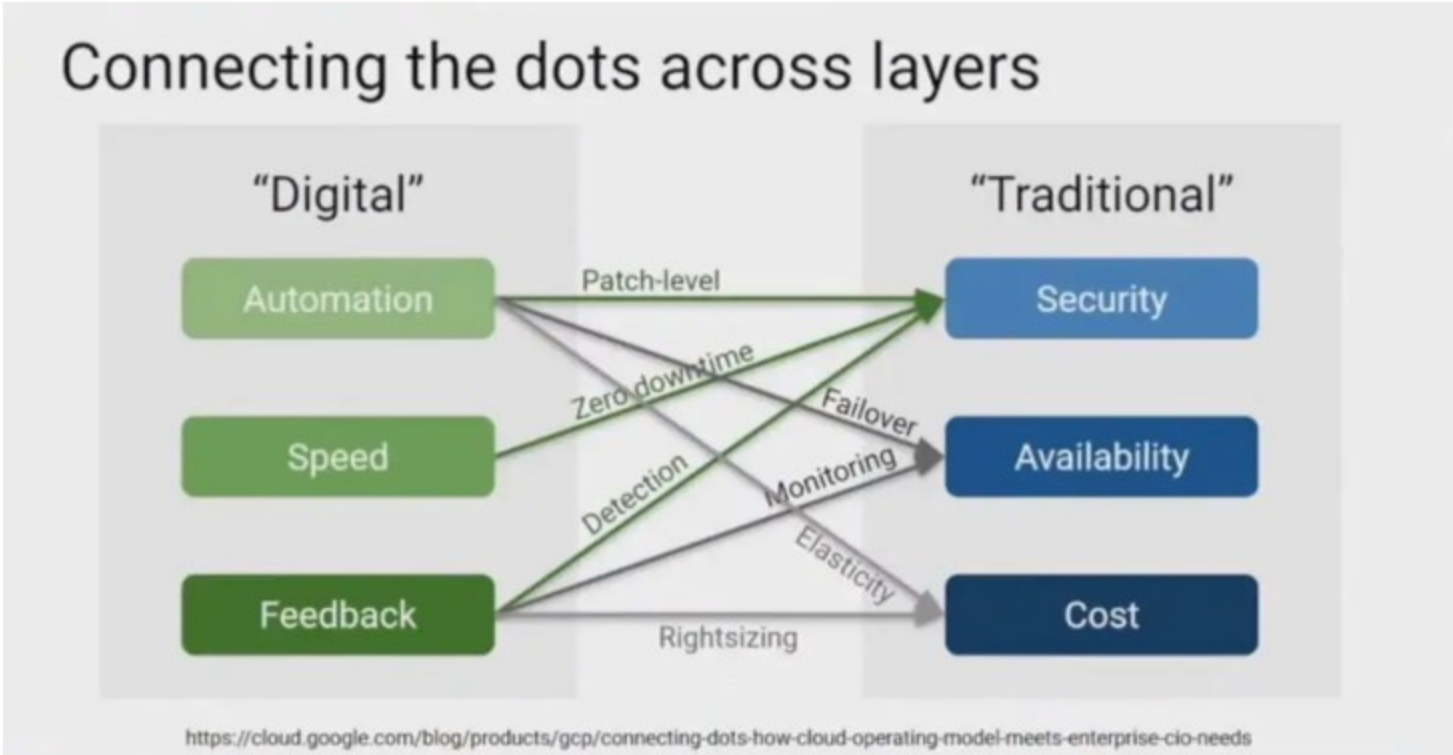 Connecting the dots across layers
“Digital”
“Traditional”
Automation
Patch-level
Security
Zero downtime
Failover
Speed
Availability
Detection
Monitoring
Elasticity
Feedback
Cost
Rightsizing
https://cloud.google.com/blog/products/gcp/connecting-dots-how-cloud-operating-model-meets-enterprise-cio-needs